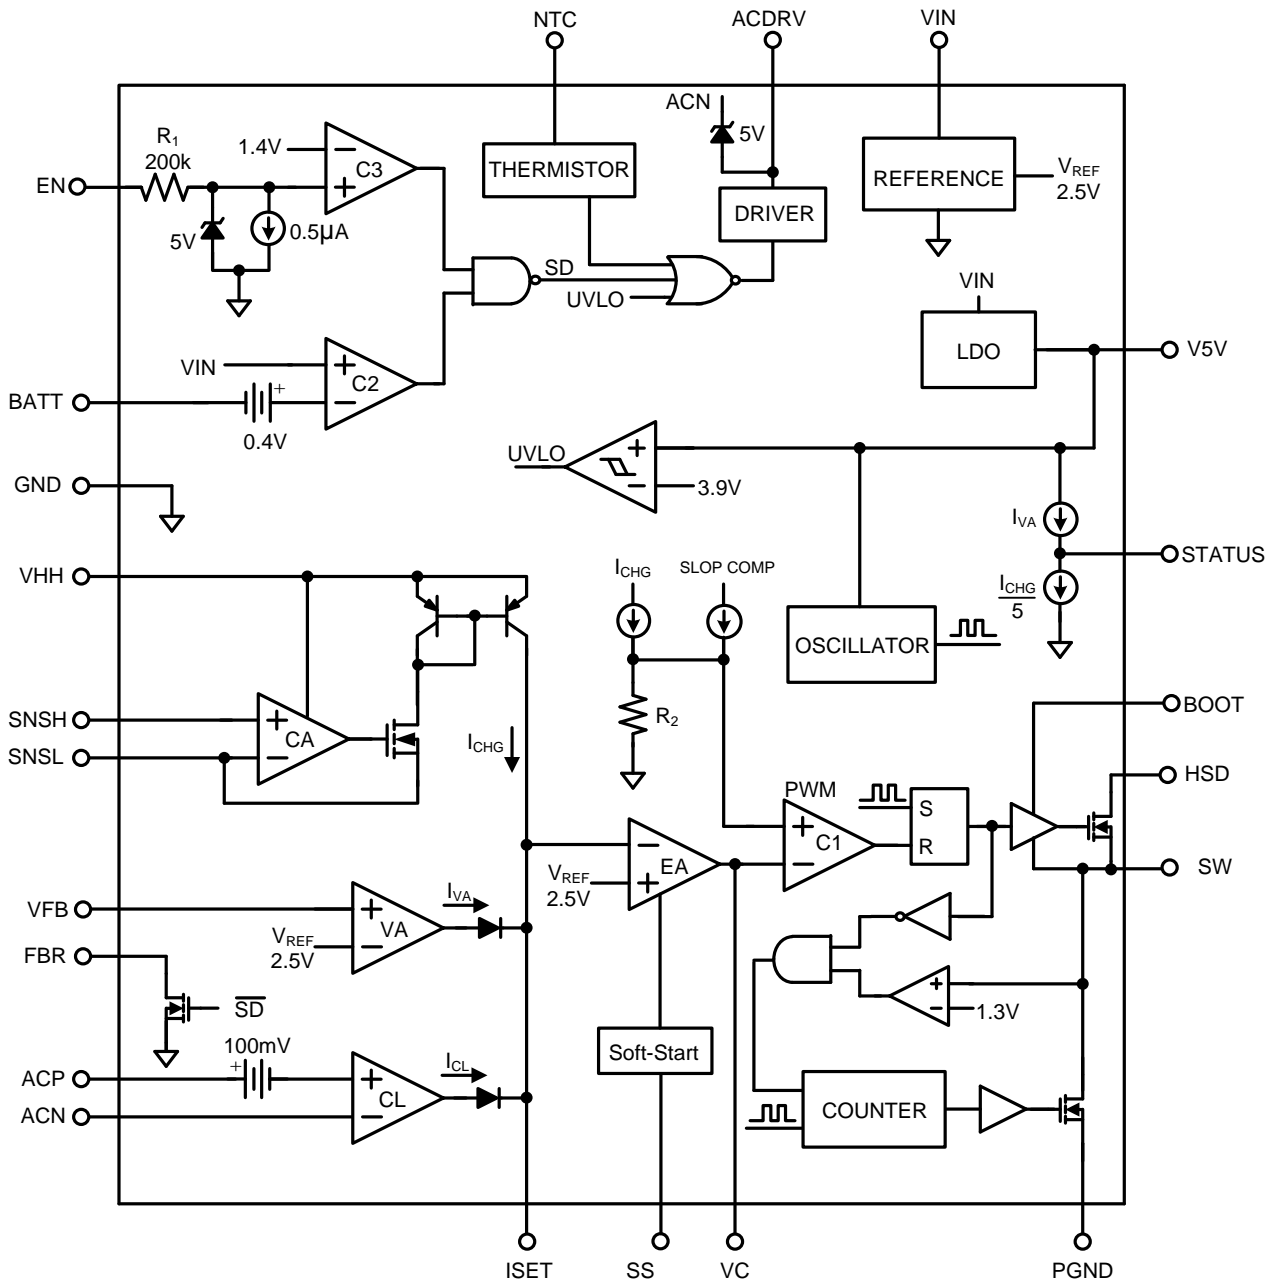 NTC
ACDRV
VIN
ACN
5V
R1
200k
1.4V
C3
EN
5V
0.5µA
THERMISTOR
DRIVER
REFERENCE
VREF
2.5V
SD
UVLO
VIN
LDO
V5V
VIN
C2
BATT
+
0.4V
UVLO
3.9V
GND
IVA
STATUS
ICHG
5
VHH
ICHG
SLOP COMP
OSCILLATOR
R2
SNSH
CA
SNSL
ICHG
BOOT
HSD
PWM
C1
S
R
SW
EA
VREF
2.5V
VFB
VA
IVA
VREF
2.5V
FBR
SD
1.3V
100mV
+
Soft-Start
ACP
CL
ICL
ACN
COUNTER
ISET
SS
VC
PGND